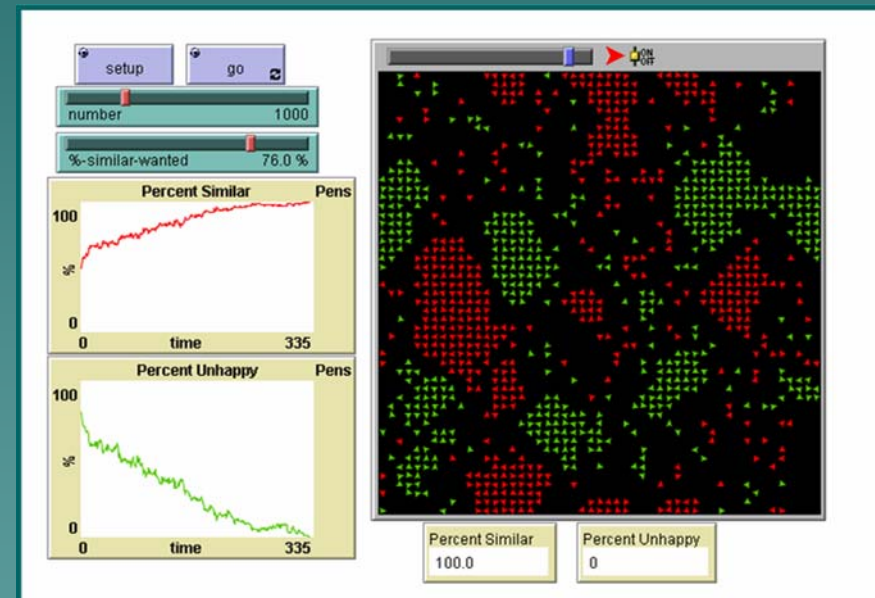 setup
go
ON
OFF
number 1000
%-similar-wanted 76.0 %
Percent Similar Pens
100
%
0
0 time 335
Percent Unhappy Pens
100
%
0
0 time 335
Percent Similar
100.0
Percent Unhappy
0